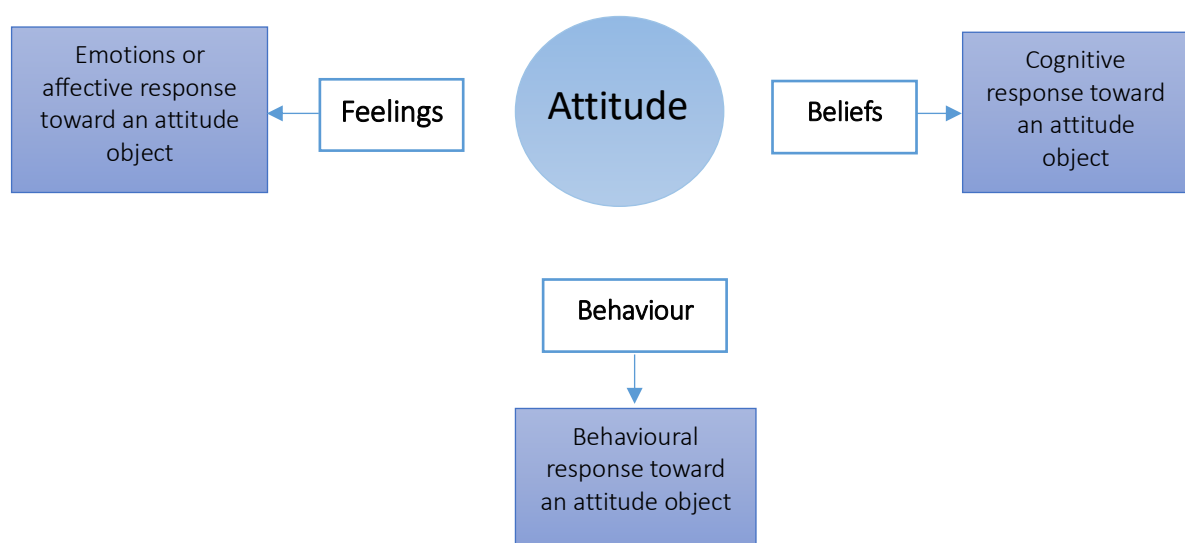 Emotions or
affective response
toward an attitude
object
Feelings
Attitude
Beliefs
Cognitive
response toward
an attitude
object
Behaviour
Behavioural
response toward
an attitude object